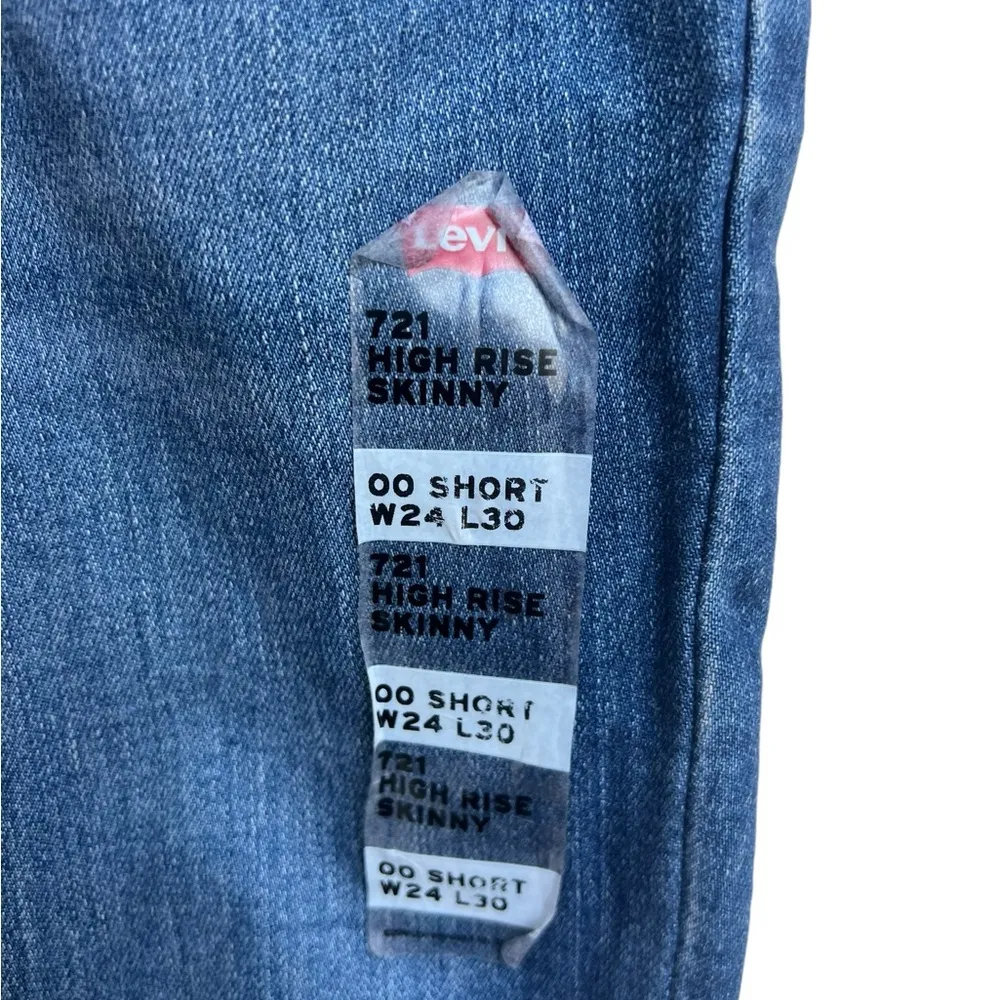 Levi
721
HIGH RISE
SKINNY
00 SHORT
W24 L30
721
HIGH RISE
SKINNY
00 SHORT
W24 L30
721
HIGH RISE
SKINNY
00 SHORT
W24 L30